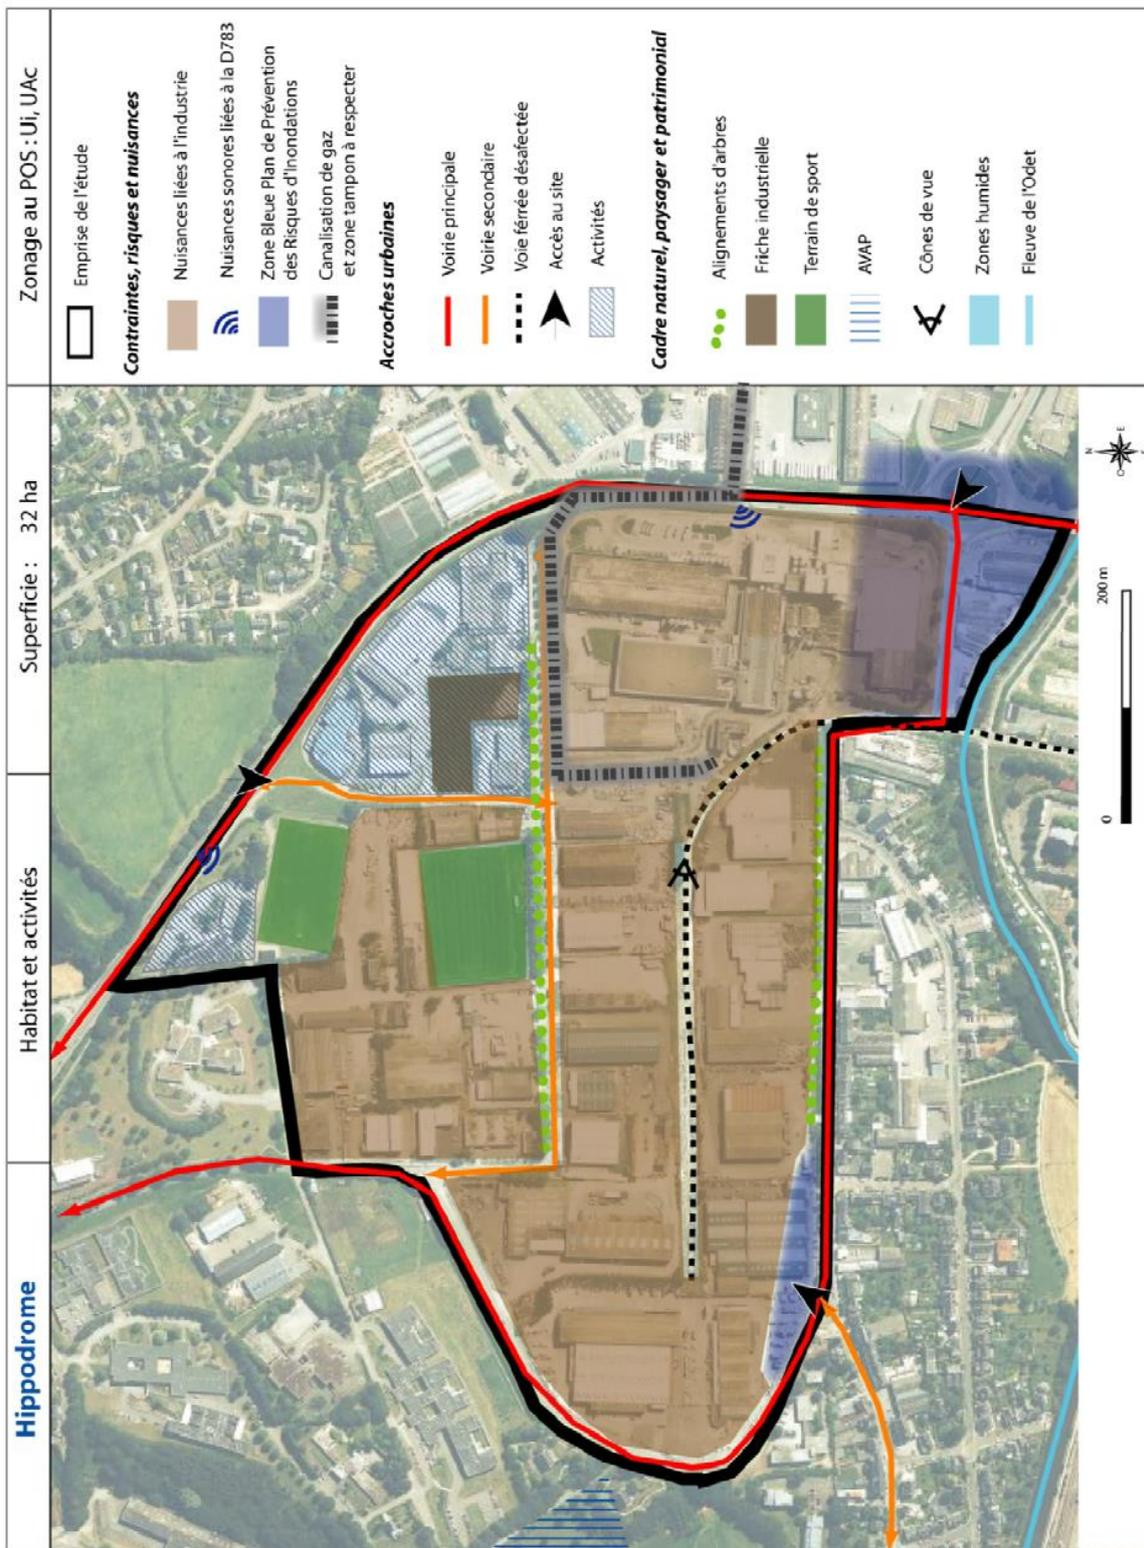 Hippodrome
Habitat et activités
Superficie : 32 ha
Zonage au POS : Ui, UAc
Emprise de l'étude
Contraintes, risques et nuisances
Nuisances liées à l'industrie
Nuisances sonores liées à la D783
Zone Bleue Plan de Prévention
des Risques d'Inondations
Canalisation de gaz
et zone tampon à respecter
Accroches urbaines
Voirie principale
Voirie secondaire
Voie férrée désafectée
Accès au site
Activités
Cadre naturel, paysager et patrimonial
Alignements d'arbres
Friche industrielle
Terrain de sport
AVAP
Cônes de vue
Zones humides
Fleuve de l'Odet
0
200 m
N
O
E